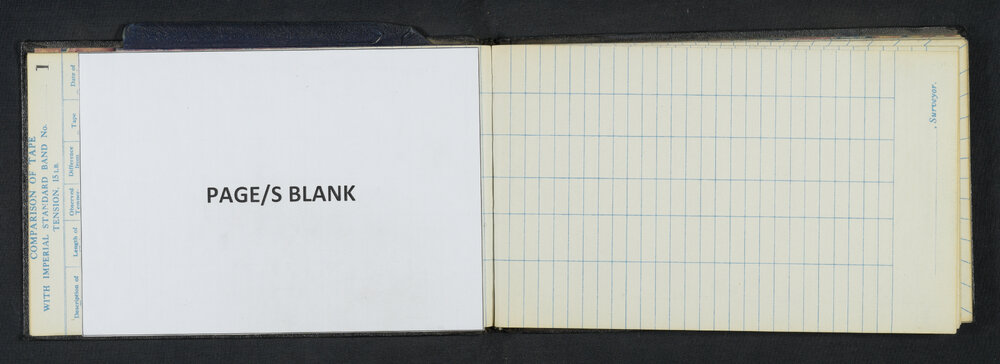 1
COMPARISON OF TAPE
WITH IMPERIAL STANDARD BAND No.
TENSION, 15 LB.
Description of
Length of
Observed
Difference
from
Tape
Date of
PAGE/S BLANK
, Surveyor.